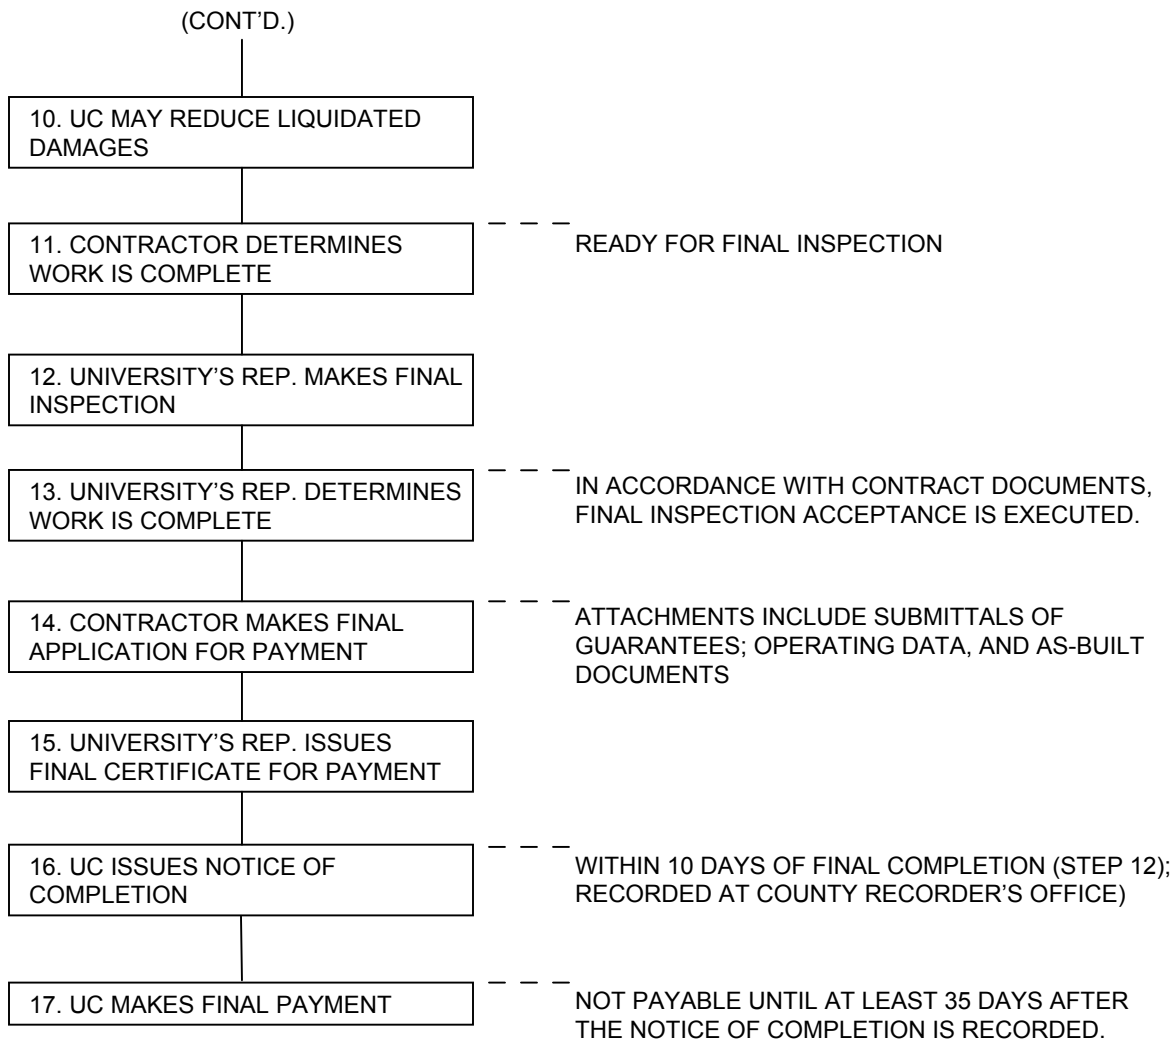 (CONT’D.)
10. UC MAY REDUCE LIQUIDATED
DAMAGES
11. CONTRACTOR DETERMINES
WORK IS COMPLETE
READY FOR FINAL INSPECTION
12. UNIVERSITY’S REP. MAKES FINAL
INSPECTION
13. UNIVERSITY’S REP. DETERMINES
WORK IS COMPLETE
IN ACCORDANCE WITH CONTRACT DOCUMENTS,
FINAL INSPECTION ACCEPTANCE IS EXECUTED.
14. CONTRACTOR MAKES FINAL
APPLICATION FOR PAYMENT
ATTACHMENTS INCLUDE SUBMITTALS OF
GUARANTEES; OPERATING DATA, AND AS-BUILT
DOCUMENTS
15. UNIVERSITY’S REP. ISSUES
FINAL CERTIFICATE FOR PAYMENT
16. UC ISSUES NOTICE OF
COMPLETION
WITHIN 10 DAYS OF FINAL COMPLETION (STEP 12);
RECORDED AT COUNTY RECORDER’S OFFICE)
17. UC MAKES FINAL PAYMENT
NOT PAYABLE UNTIL AT LEAST 35 DAYS AFTER
THE NOTICE OF COMPLETION IS RECORDED.